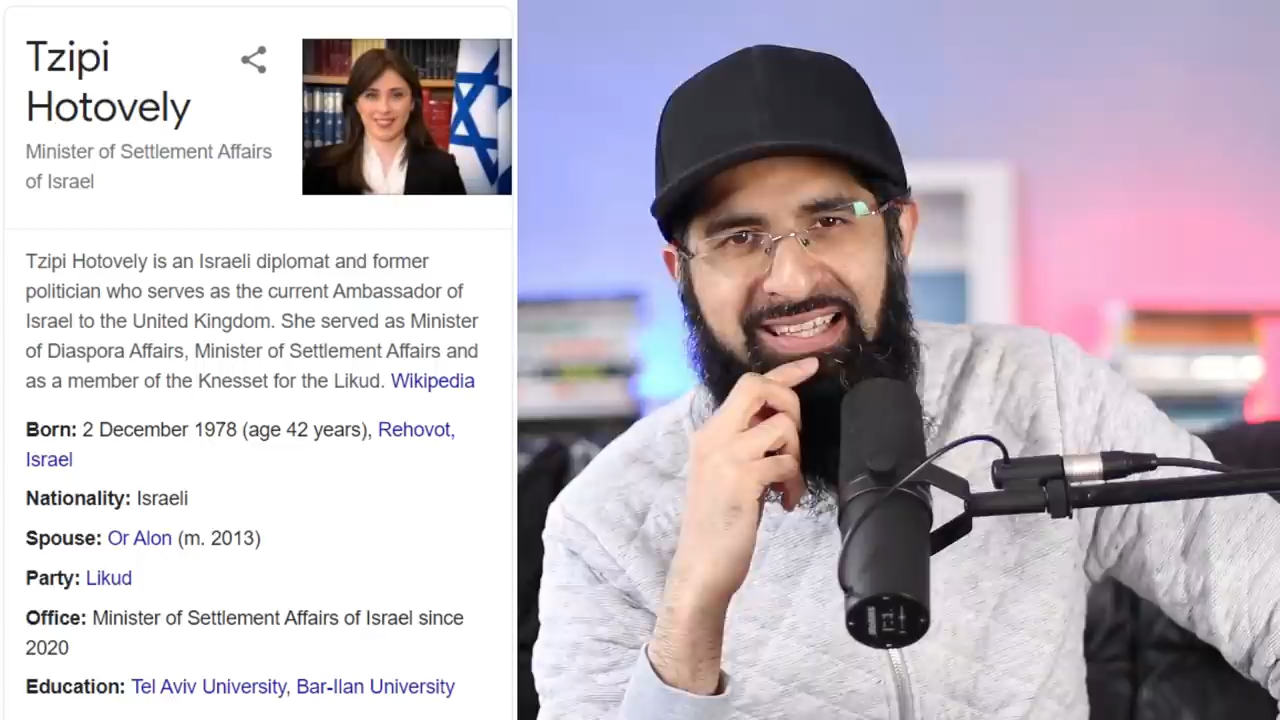 Tzipi
Hotovely
Minister of Settlement Affairs
of Israel
Tzipi Hotovely is an Israeli diplomat and former
politician who serves as the current Ambassador of
Israel to the United Kingdom. She served as Minister
of Diaspora Affairs, Minister of Settlement Affairs and
as a member of the Knesset for the Likud. Wikipedia
Born: 2 December 1978 (age 42 years), Rehovot,
Israel
Nationality: Israeli
Spouse: Or Alon (m. 2013)
Party: Likud
Office: Minister of Settlement Affairs of Israel since
2020
Education: Tel Aviv University, Bar-Ilan University